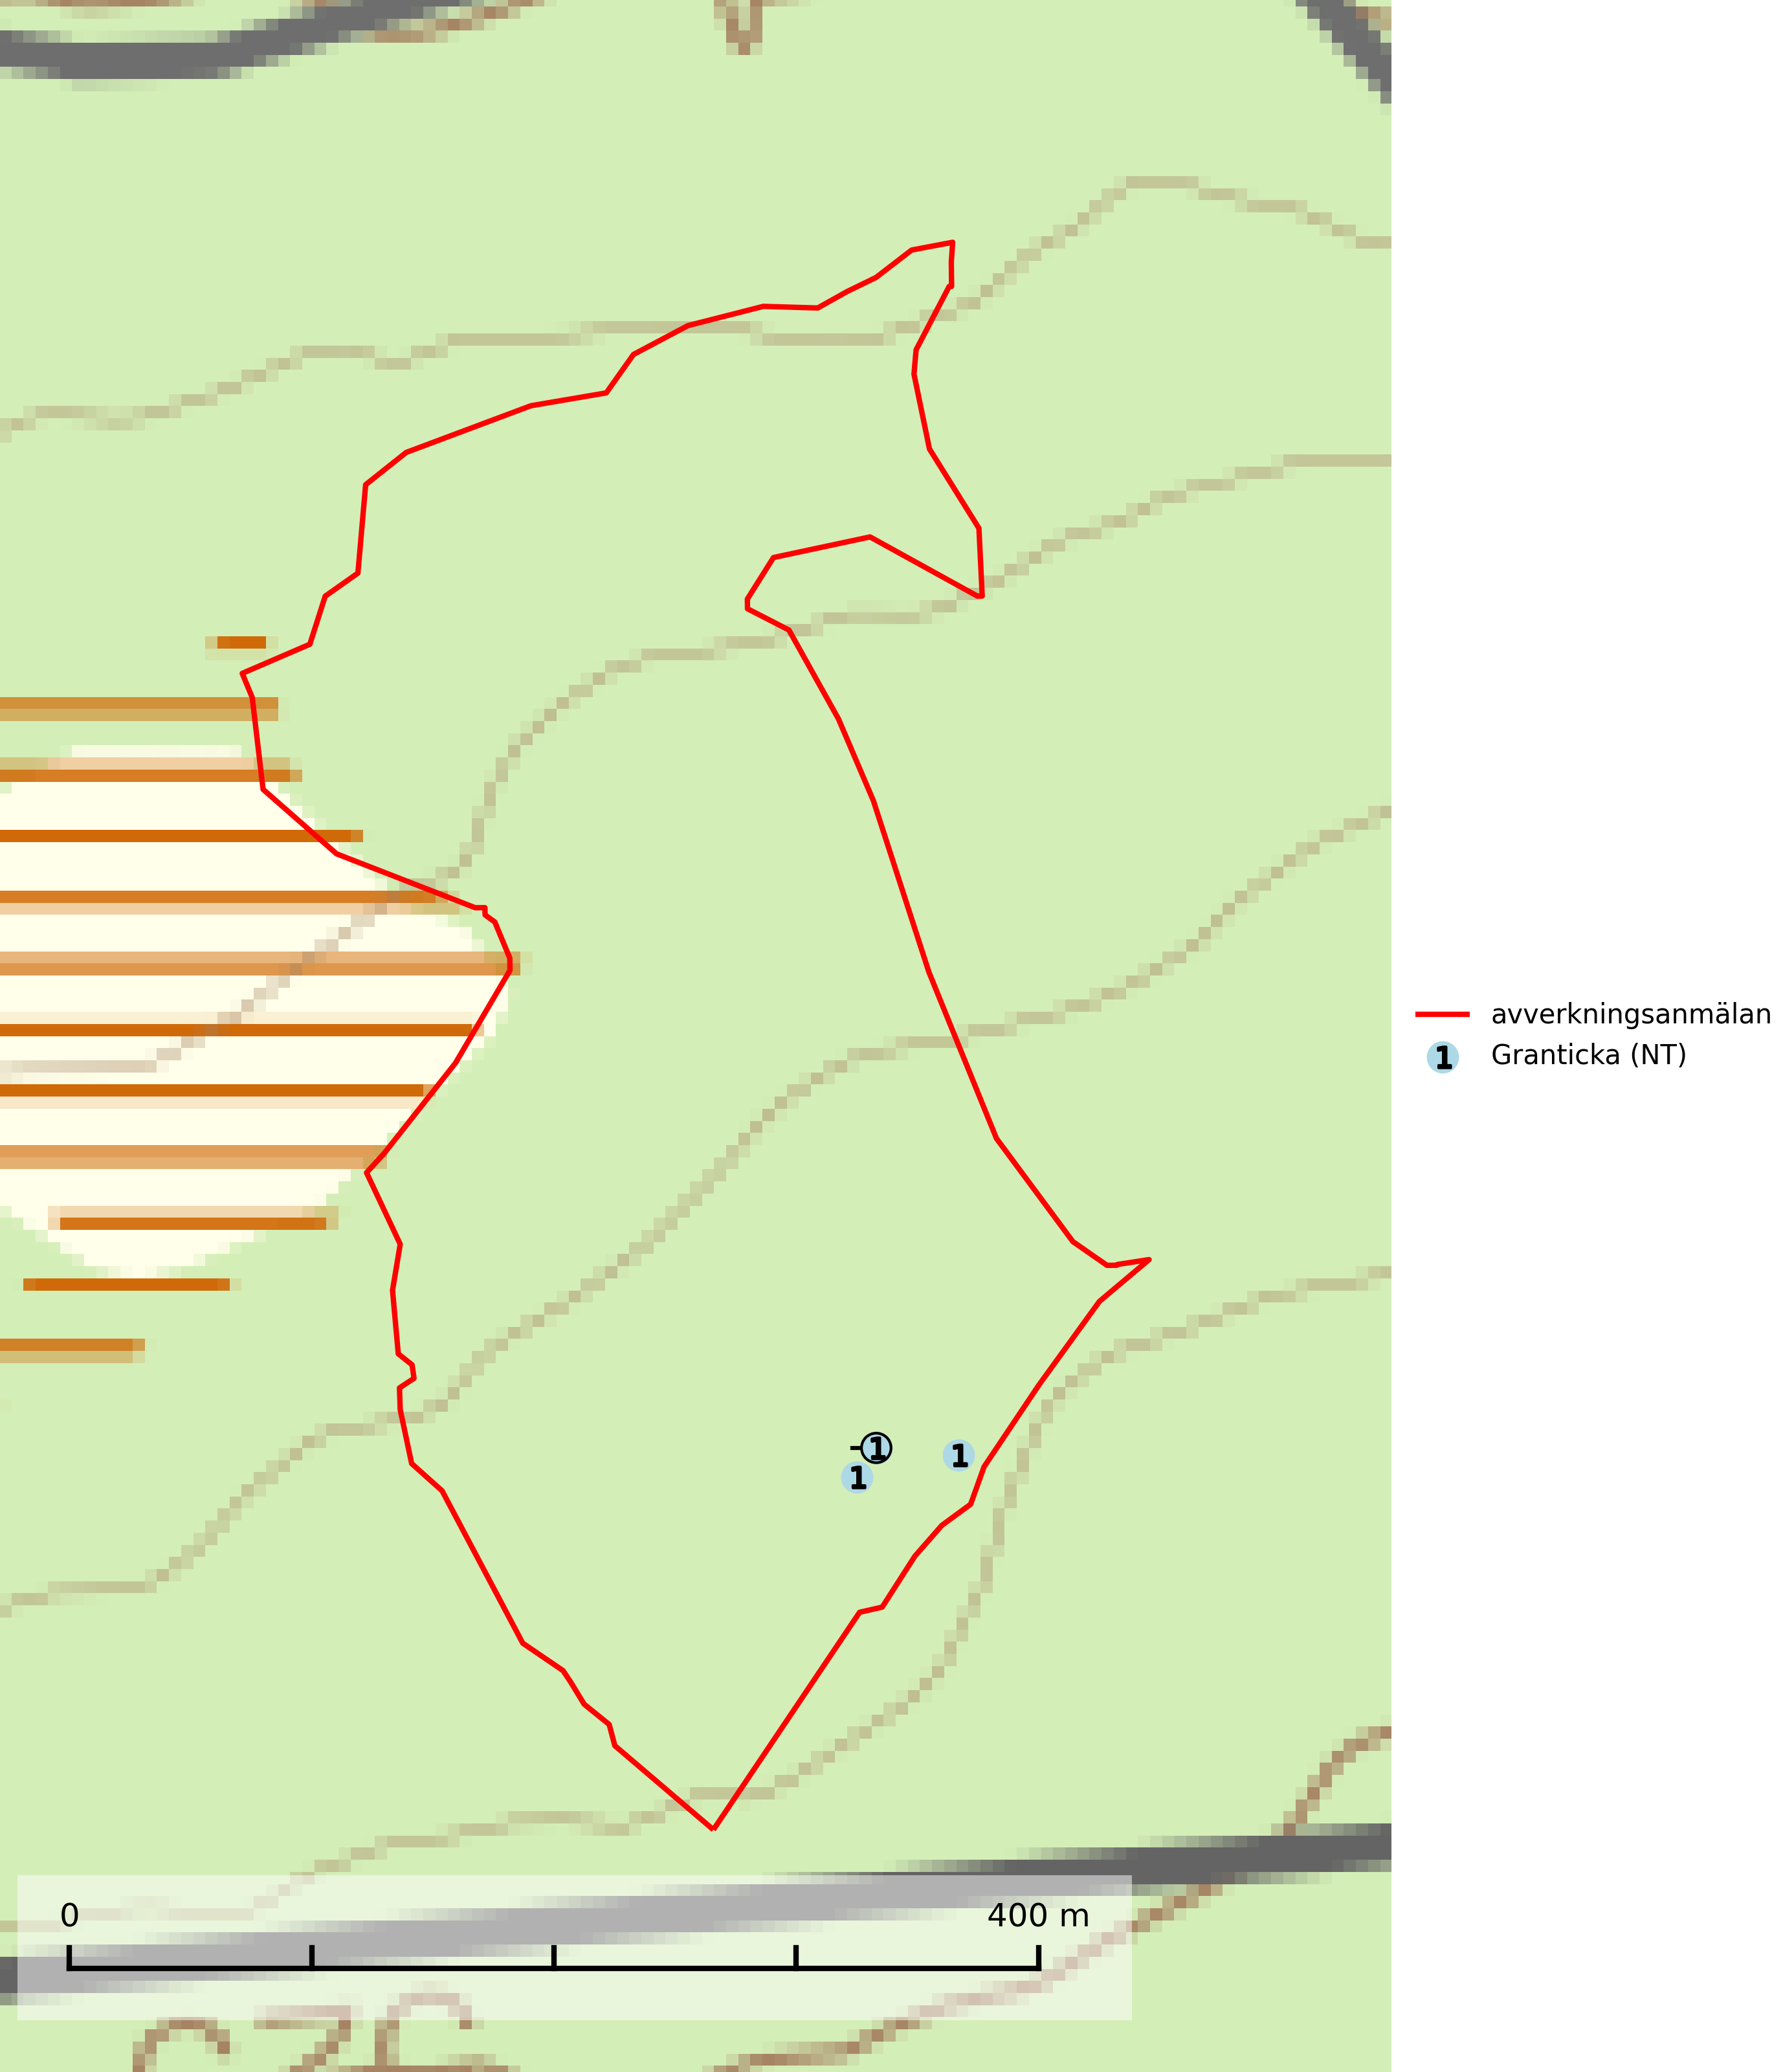 avverkningsanmälan
1 Granticka (NT)
1
1
1
0 400 m